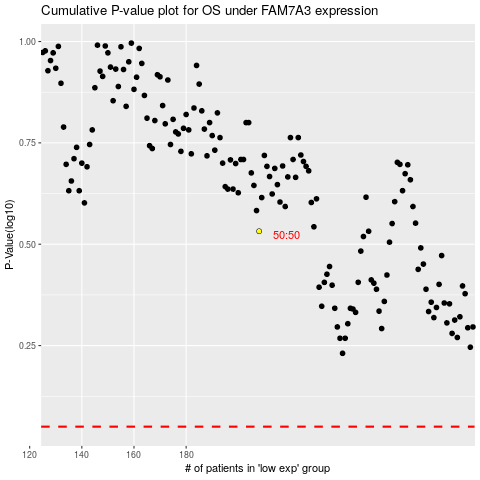 Cumulative P-value plot for OS under FAM7A3 expression
P-Value(log10)
1.00
0.75
0.50
0.25
50:50
120 140 160 180
# of patients in 'low exp' group